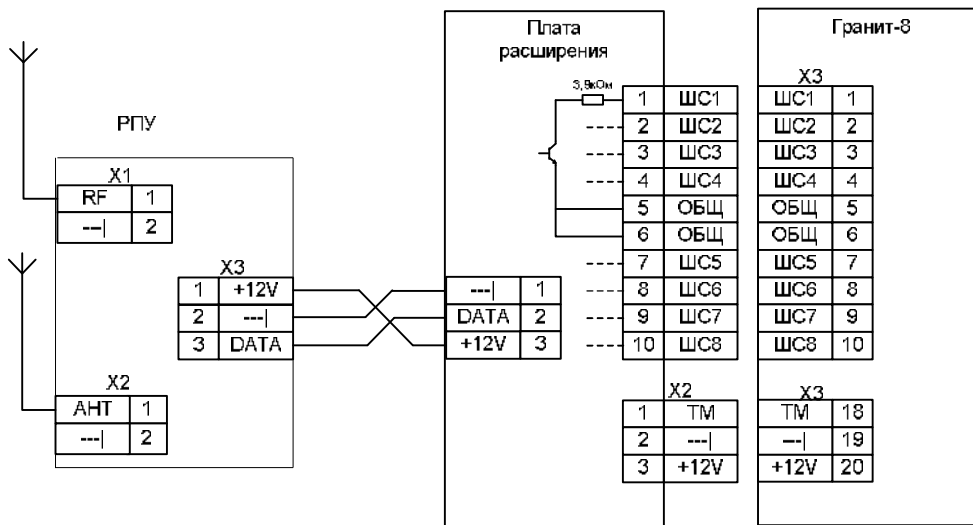 Плата
расширения
Гранит-8
РПУ
X1
RF 1
---| 2
X3
1 +12V
2 ---|
3 DATA
X2
АНТ 1
---| 2
---| 1
DATA 2
+12V 3
3,9кОм
1 ШС1
2 ШС2
3 ШС3
4 ШС4
5 ОБЩ
6 ОБЩ
7 ШС5
8 ШС6
9 ШС7
10 ШС8
X2
1 ТМ
2 ---|
3 +12V
X3
ШС1 1
ШС2 2
ШС3 3
ШС4 4
ОБЩ 5
ОБЩ 6
ШС5 7
ШС6 8
ШС7 9
ШС8 10
X3
ТМ 18
---| 19
+12V 20